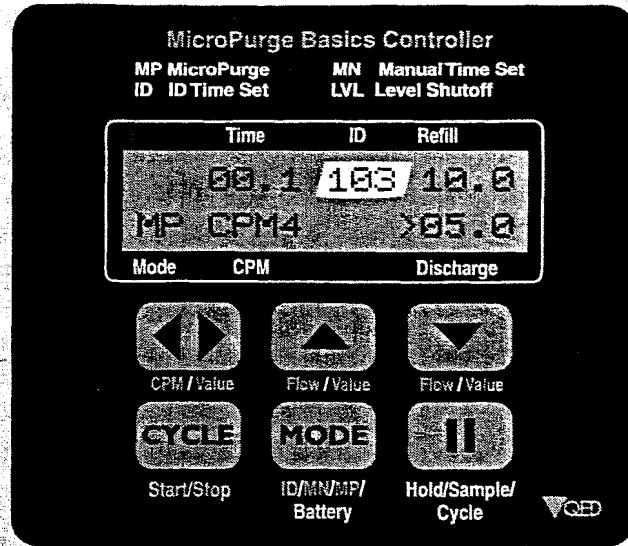 MicroPurge Basics Controller
MP MicroPurge MN Manual Time Set
ID ID Time Set LVL Level Shutoff
Time ID Refill
00.1 103 10.0
MP CPM4 >05.0
Mode CPM Discharge
CPM / Value Flow / Value Flow / Value
CYCLE MODE
Start/Stop ID/MN/MP/ Hold/Sample/
Battery Cycle
QED